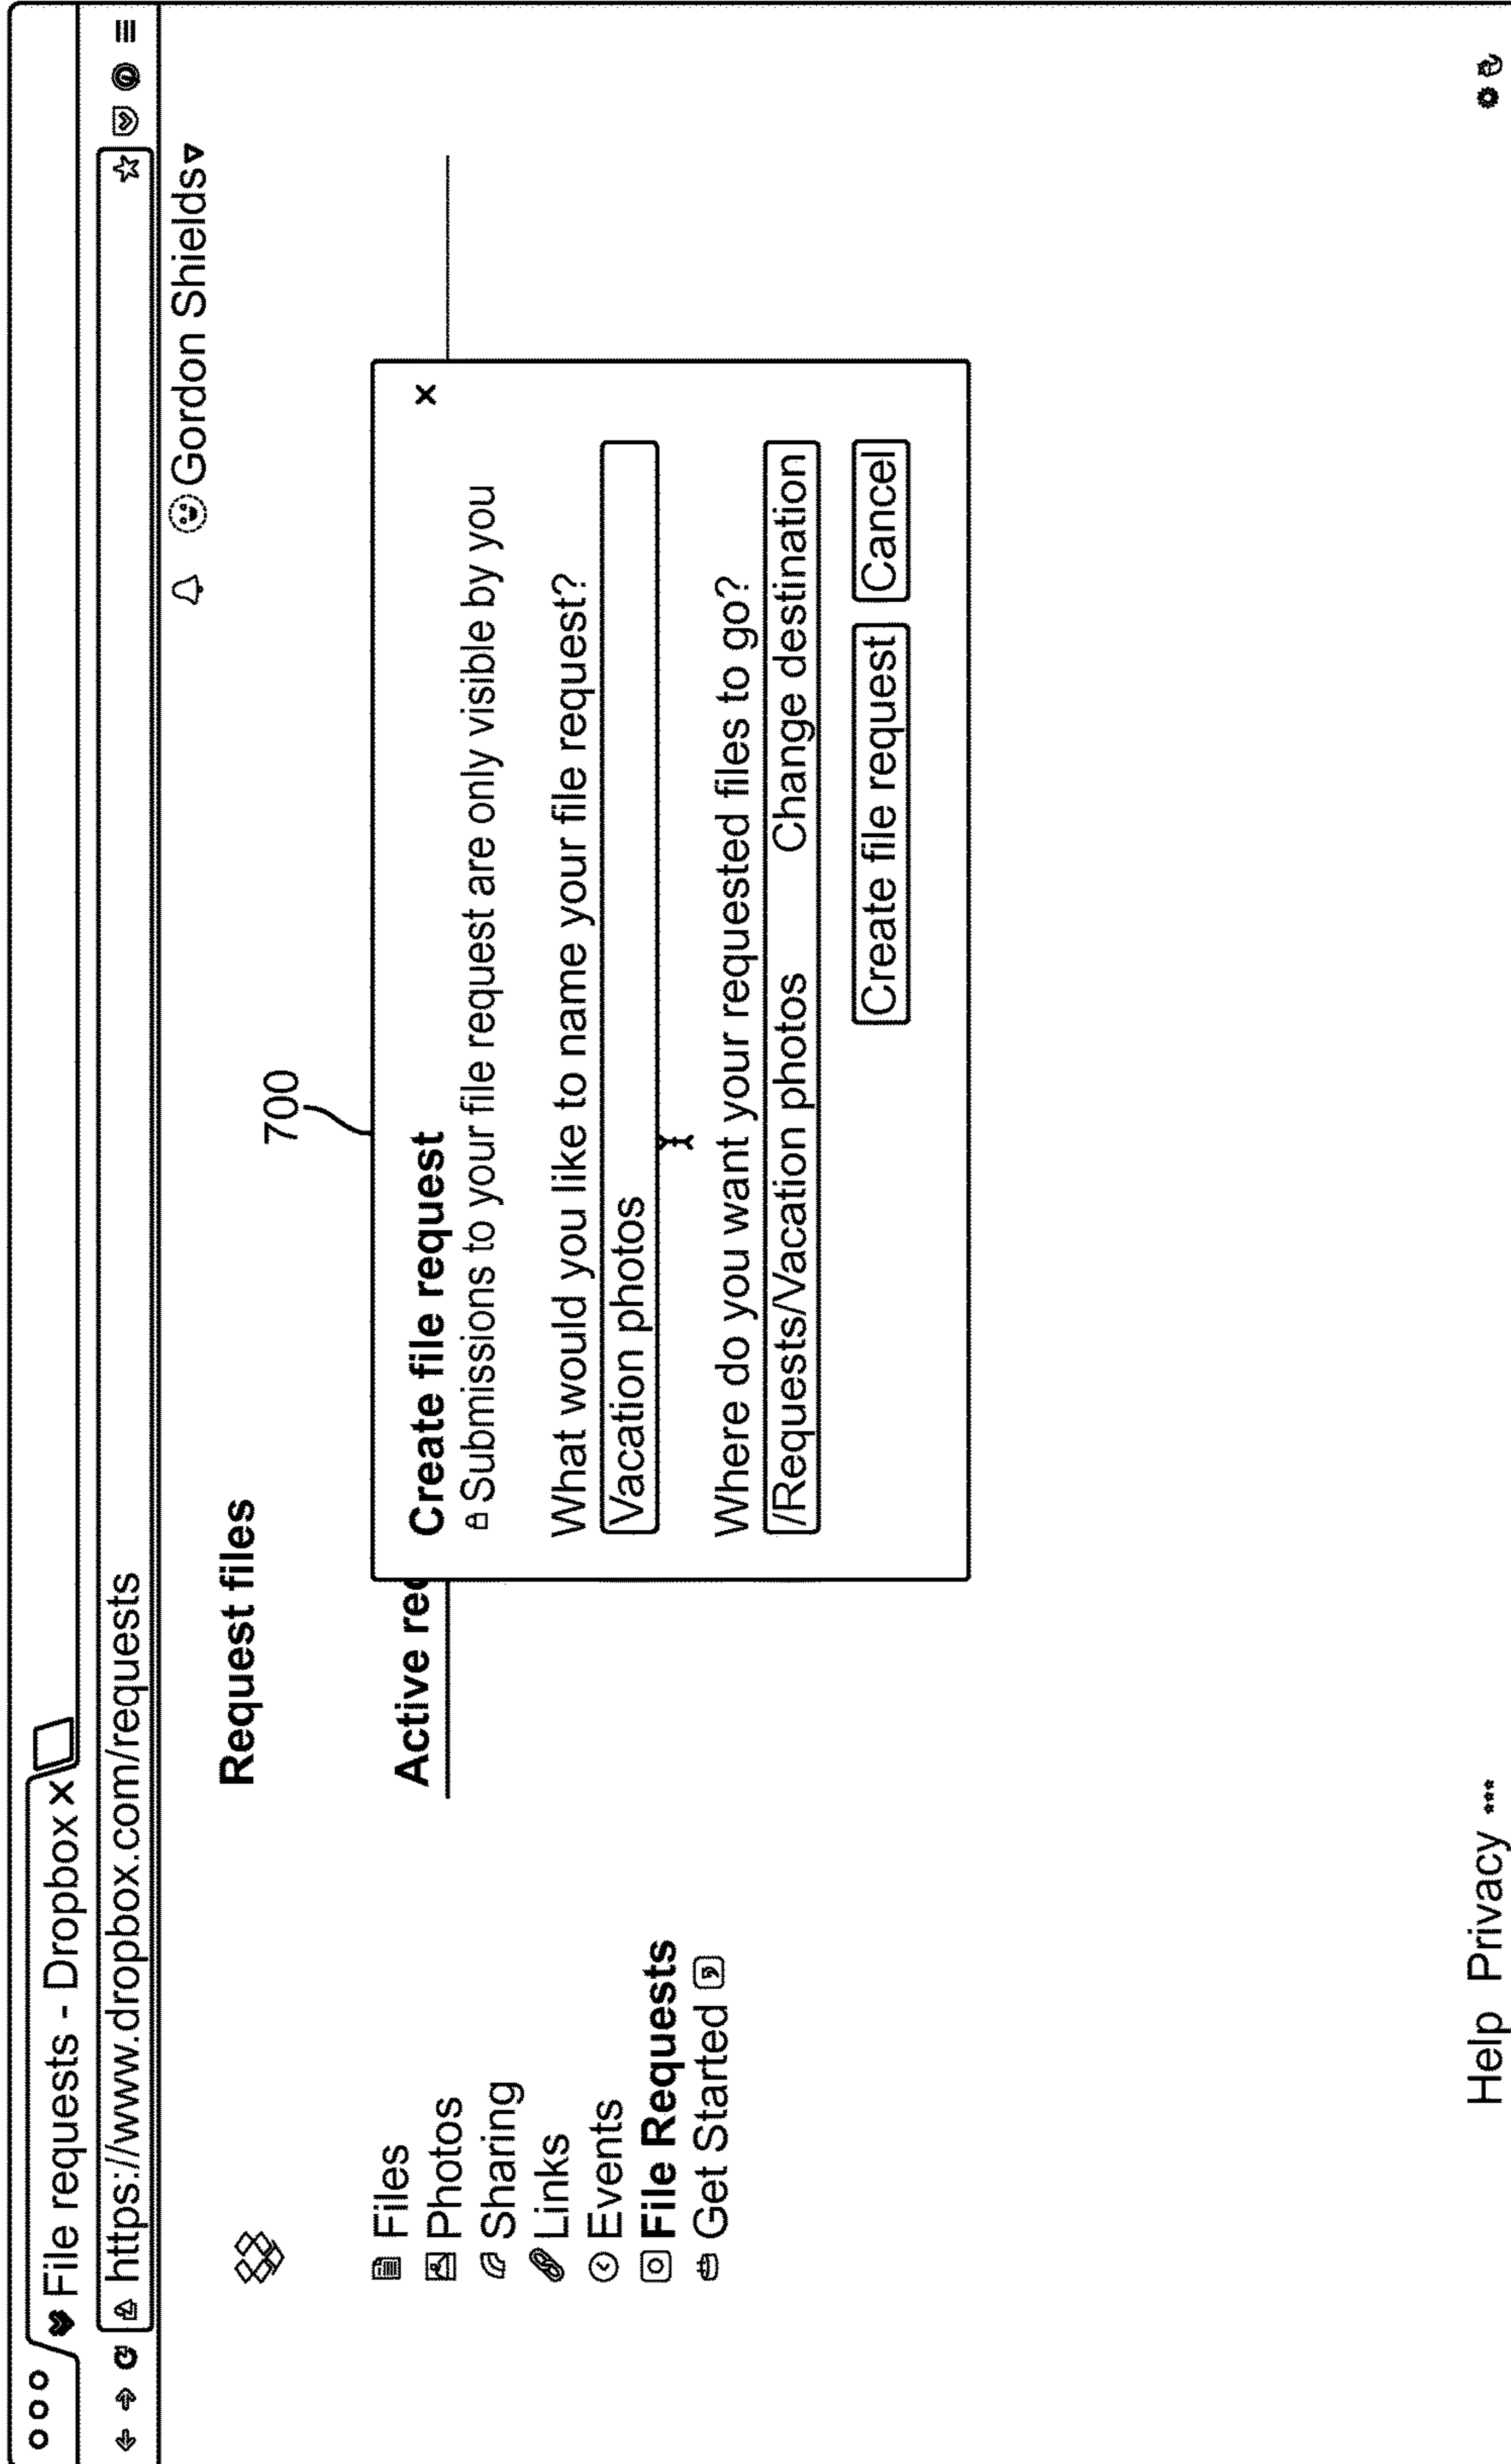 File requests - Dropbox
https://www.dropbox.com/requests
Gordon Shields
Request files
700
Files
Photos
Sharing
Links
Events
File Requests
Get Started
Active req
Create file request
Submissions to your file request are only visible by you
What would you like to name your file request?
Vacation photos
Where do you want your requested files to go?
/Requests/Vacation photos Change destination
Create file request Cancel
Help Privacy ***